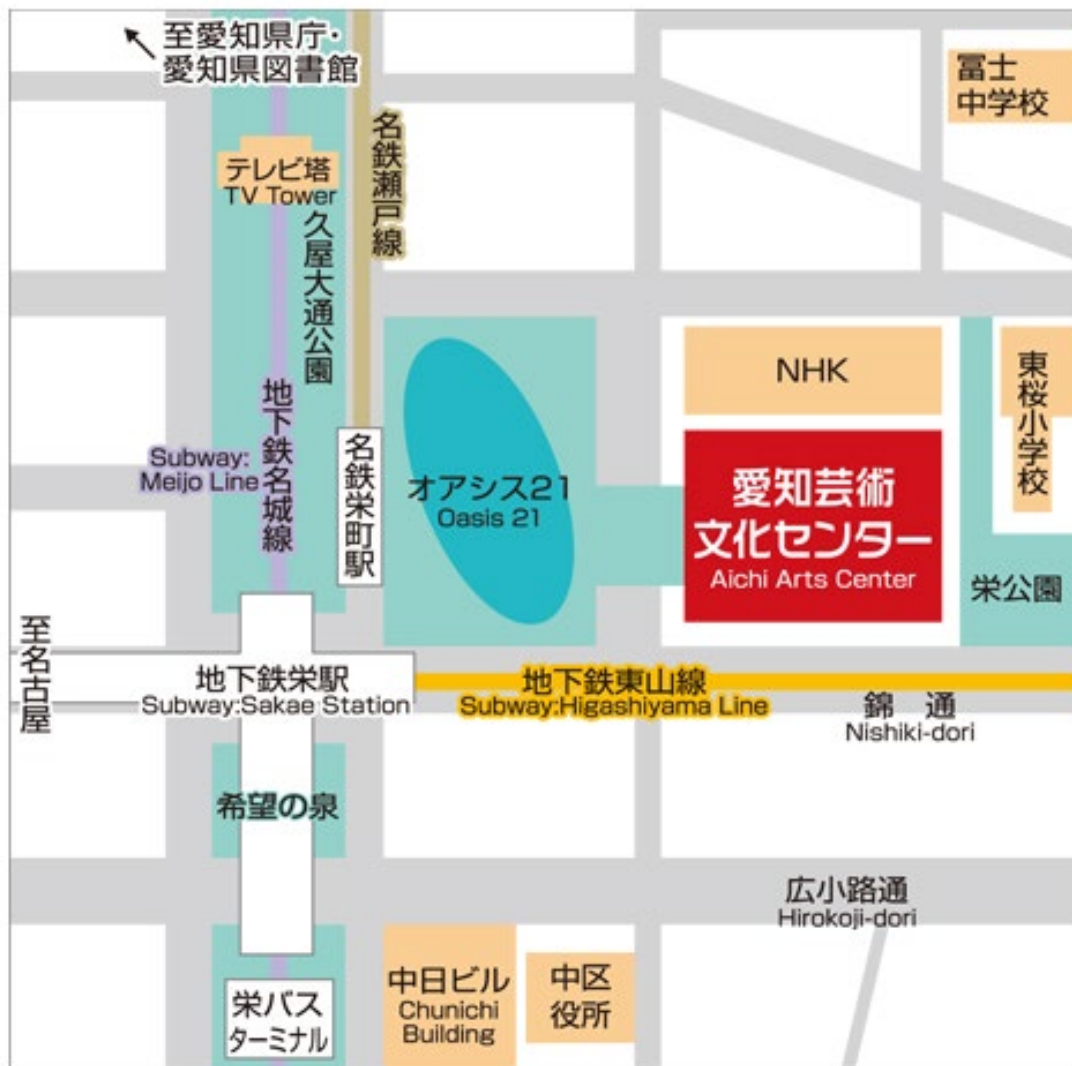 至愛知県庁・
愛知県図書館
冨士
中学校
名鉄瀬戸線
テレビ塔
TV Tower
久屋大通公園
NHK
東桜小学校
地下鉄名城線
Subway:
Meijo Line
名鉄栄町駅
オアシス21
Oasis 21
愛知芸術
文化センター
Aichi Arts Center
栄公園
至名古屋
地下鉄栄駅
Subway:Sakae Station
地下鉄東山線
Subway:Higashiyama Line
錦 通
Nishiki-dori
希望の泉
広小路通
Hirokoji-dori
栄バス
ターミナル
中日ビル
Chunichi
Building
中区
役所